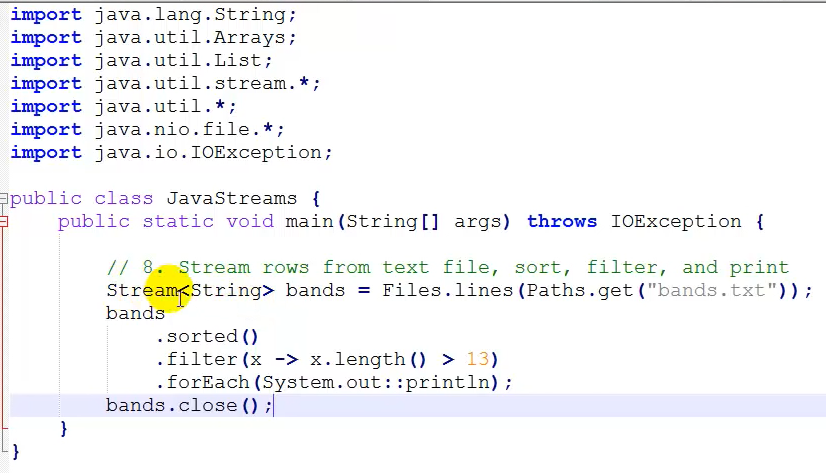 import java.lang.String;
import java.util.Arrays;
import java.util.List;
import java.util.stream.*;
import java.util.*;
import java.nio.file.*;
import java.io.IOException;
public class JavaStreams {
public static void main(String[] args) throws IOException {
// 8. Stream rows from text file, sort, filter, and print
Stream<String> bands = Files.lines(Paths.get("bands.txt"));
bands
.sorted()
.filter(x -> x.length() > 13)
.forEach(System.out::println);
bands.close();
}
}